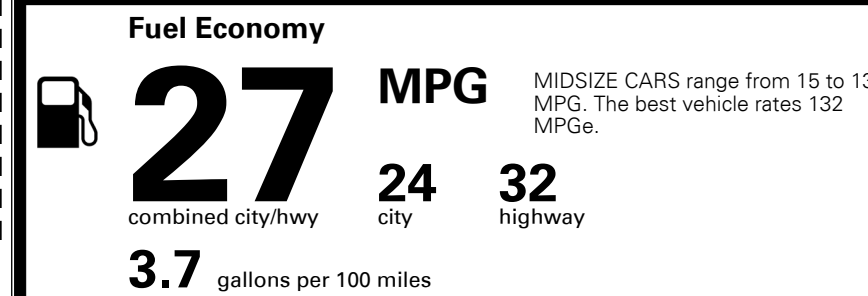 Fuel Economy
27 MPG
MIDSIZE CARS range from 15 to
MPG. The best vehicle rates 132
MPGe.
24 32
combined city/hwy city highway
3.7 gallons per 100 miles